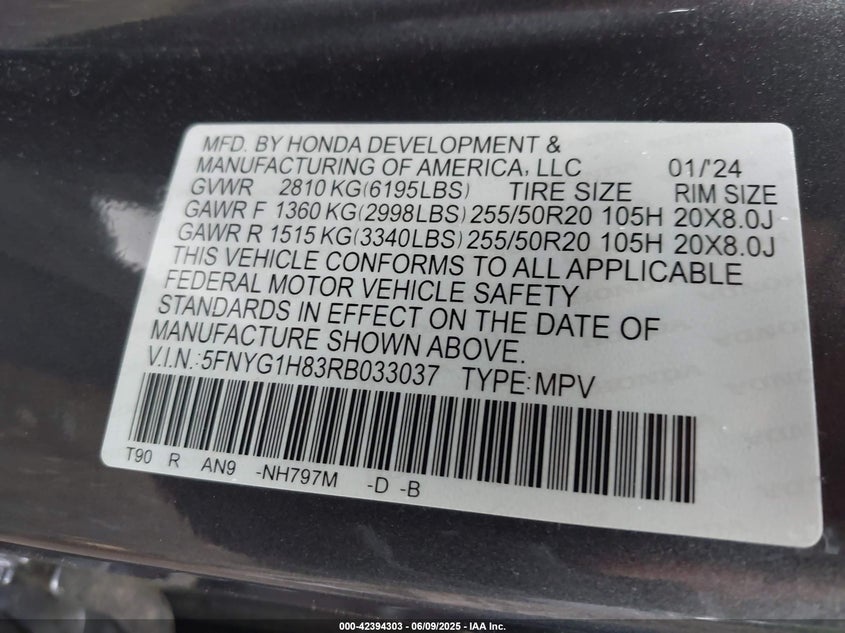 MFD. BY HONDA DEVELOPMENT &
MANUFACTURING OF AMERICA, LLC 01/'24
GVWR 2810 KG(6195LBS) TIRE SIZE RIM SIZE
GAWR F 1360 KG(2998LBS) 255/50R20 105H 20X8.0J
GAWR R 1515 KG(3340LBS) 255/50R20 105H 20X8.0J
THIS VEHICLE CONFORMS TO ALL APPLICABLE
FEDERAL MOTOR VEHICLE SAFETY
STANDARDS IN EFFECT ON THE DATE OF
MANUFACTURE SHOWN ABOVE.
V.I.N.:5FNYG1H83RB033037 TYPE:MPV
T90 R AN9 -NH797M -D -B
000-42394303 - 06/09/2025 - IAA Inc.